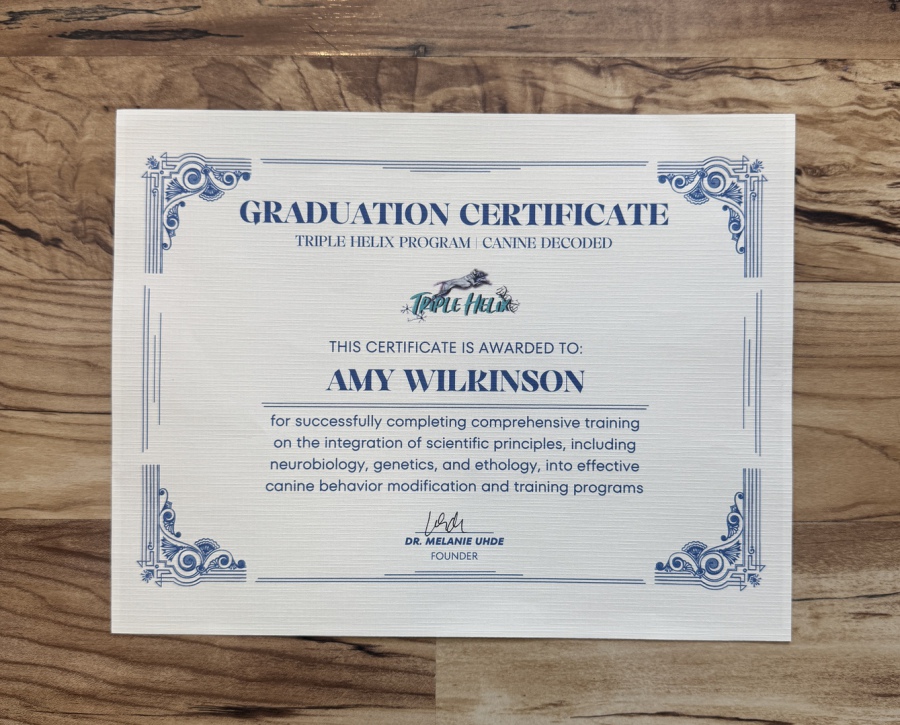 GRADUATION CERTIFICATE
TRIPLE HELIX PROGRAM | CANINE DECODED
TRIPLE HELIX
THIS CERTIFICATE IS AWARDED TO:
AMY WILKINSON
for successfully completing comprehensive training
on the integration of scientific principles, including
neurobiology, genetics, and ethology, into effective
canine behavior modification and training programs
Uhde
DR. MELANIE UHDE
FOUNDER